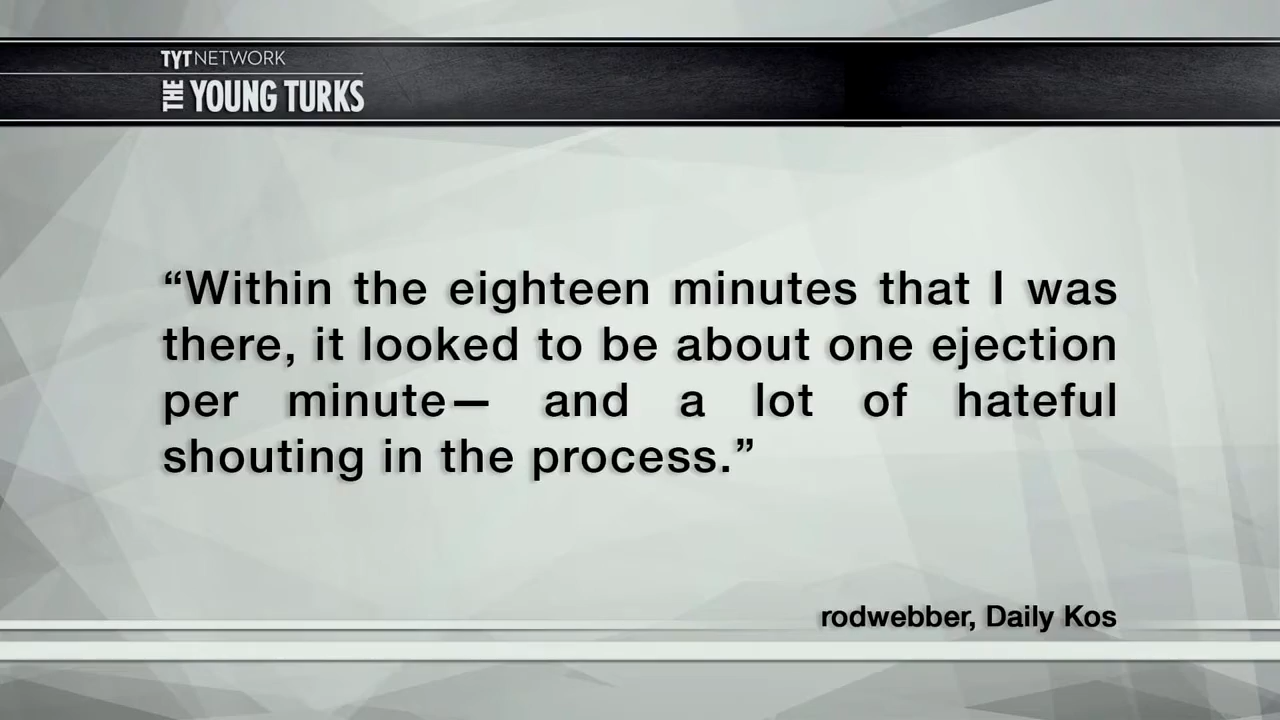 TYTNETWORK
THE YOUNG TURKS
“Within the eighteen minutes that I was
there, it looked to be about one ejection
per minute— and a lot of hateful
shouting in the process.”
rodwebber, Daily Kos